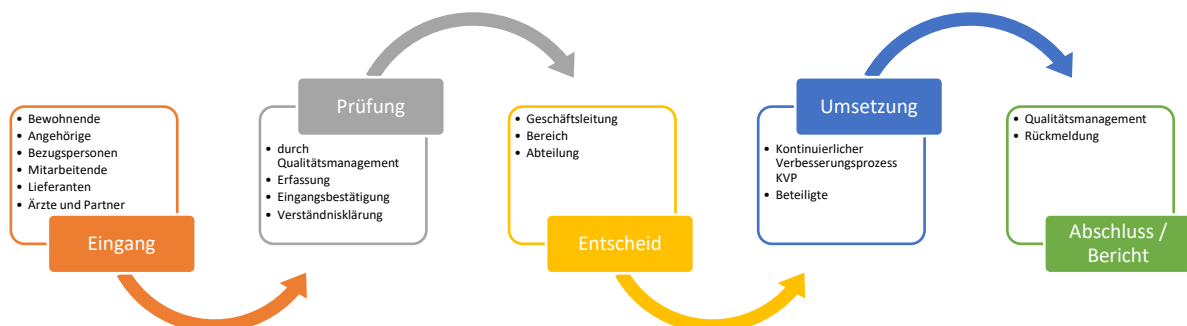 • Bewohnende
• Angehörige
• Bezugspersonen
• Mitarbeitende
• Lieferanten
• Ärzte und Partner
Eingang
Prüfung
• durch
Qualitätsmanagement
• Erfassung
• Eingangsbestätigung
• Verständnisklärung
• Geschäftsleitung
• Bereich
• Abteilung
Entscheid
Umsetzung
• Kontinuierlicher
Verbesserungsprozess
KVP
• Beteiligte
• Qualitätsmanagement
• Rückmeldung
Abschluss /
Bericht